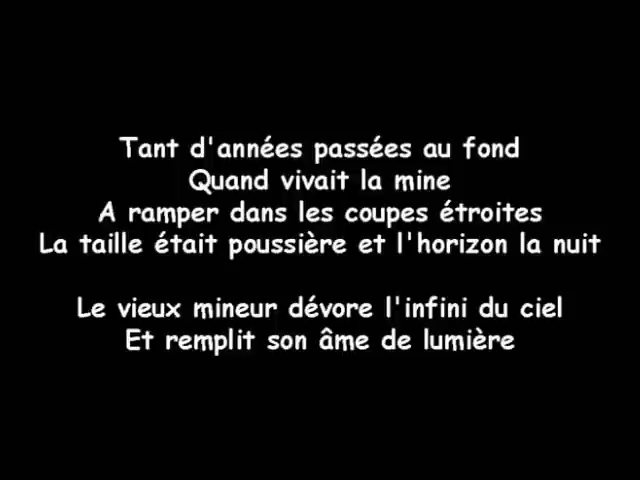 Tant d'années passées au fond
Quand vivait la mine
A ramper dans les coupes étroites
La taille était poussière et l'horizon la nuit
Le vieux mineur dévore l'infini du ciel
Et remplit son âme de lumière